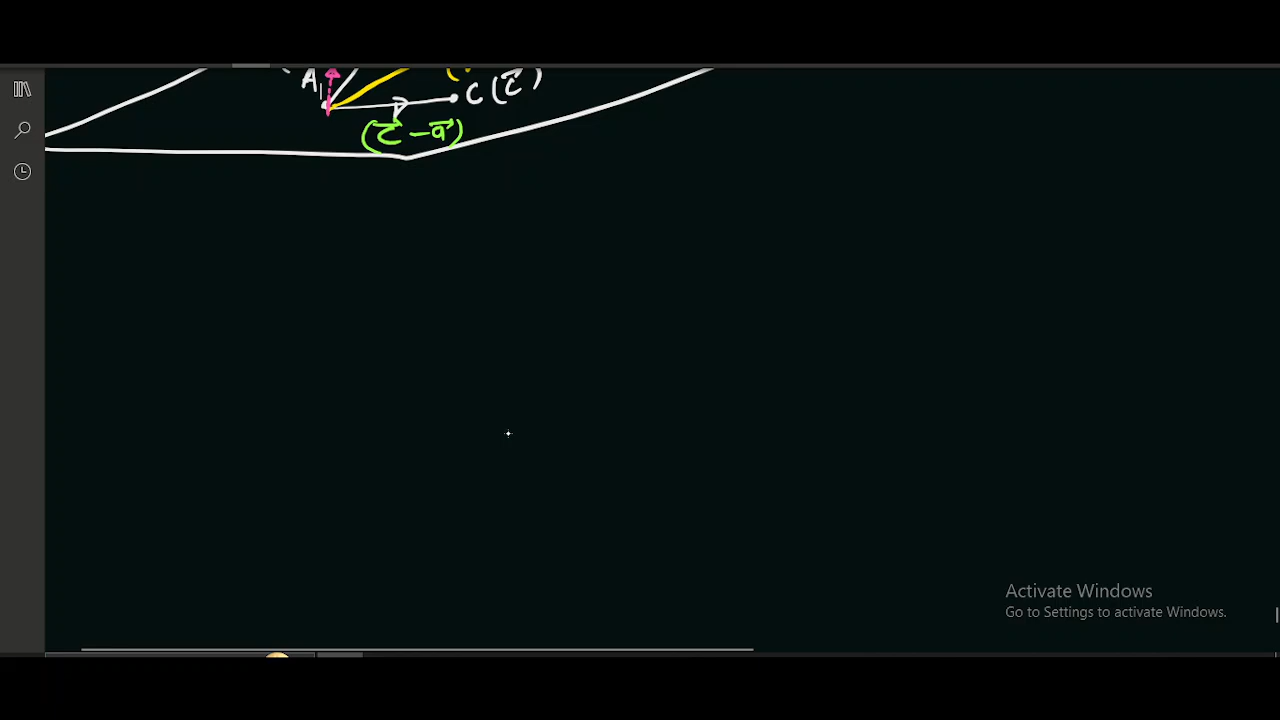 A
C (c⃗)
(c⃗ - a⃗)
Activate Windows
Go to Settings to activate Windows.